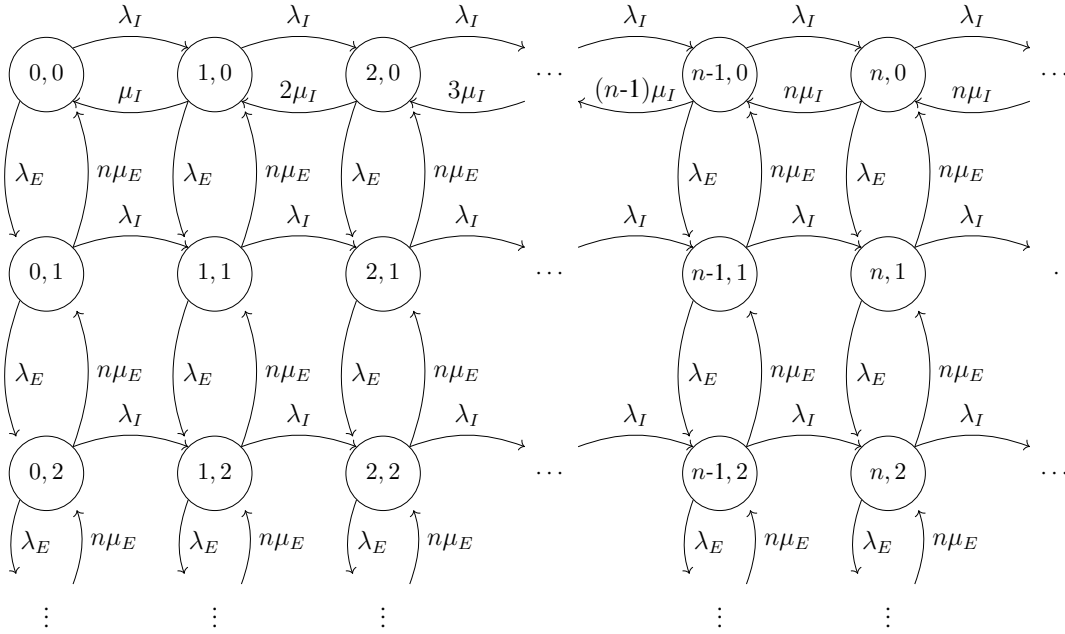 λ_I λ_I λ_I λ_I λ_I λ_I
0, 0 1, 0 2, 0 ⋯ n-1, 0 n, 0 ⋯
μ_I 2μ_I 3μ_I (n-1)μ_I nμ_I nμ_I
λ_E nμ_E λ_E nμ_E λ_E nμ_E λ_E nμ_E λ_E nμ_E
λ_I λ_I λ_I λ_I λ_I λ_I
0, 1 1, 1 2, 1 ⋯ n-1, 1 n, 1 ·
λ_E nμ_E λ_E nμ_E λ_E nμ_E λ_E nμ_E λ_E nμ_E
λ_I λ_I λ_I λ_I λ_I λ_I
0, 2 1, 2 2, 2 ⋯ n-1, 2 n, 2 ⋯
λ_E nμ_E λ_E nμ_E λ_E nμ_E λ_E nμ_E λ_E nμ_E
⋮ ⋮ ⋮ ⋮ ⋮